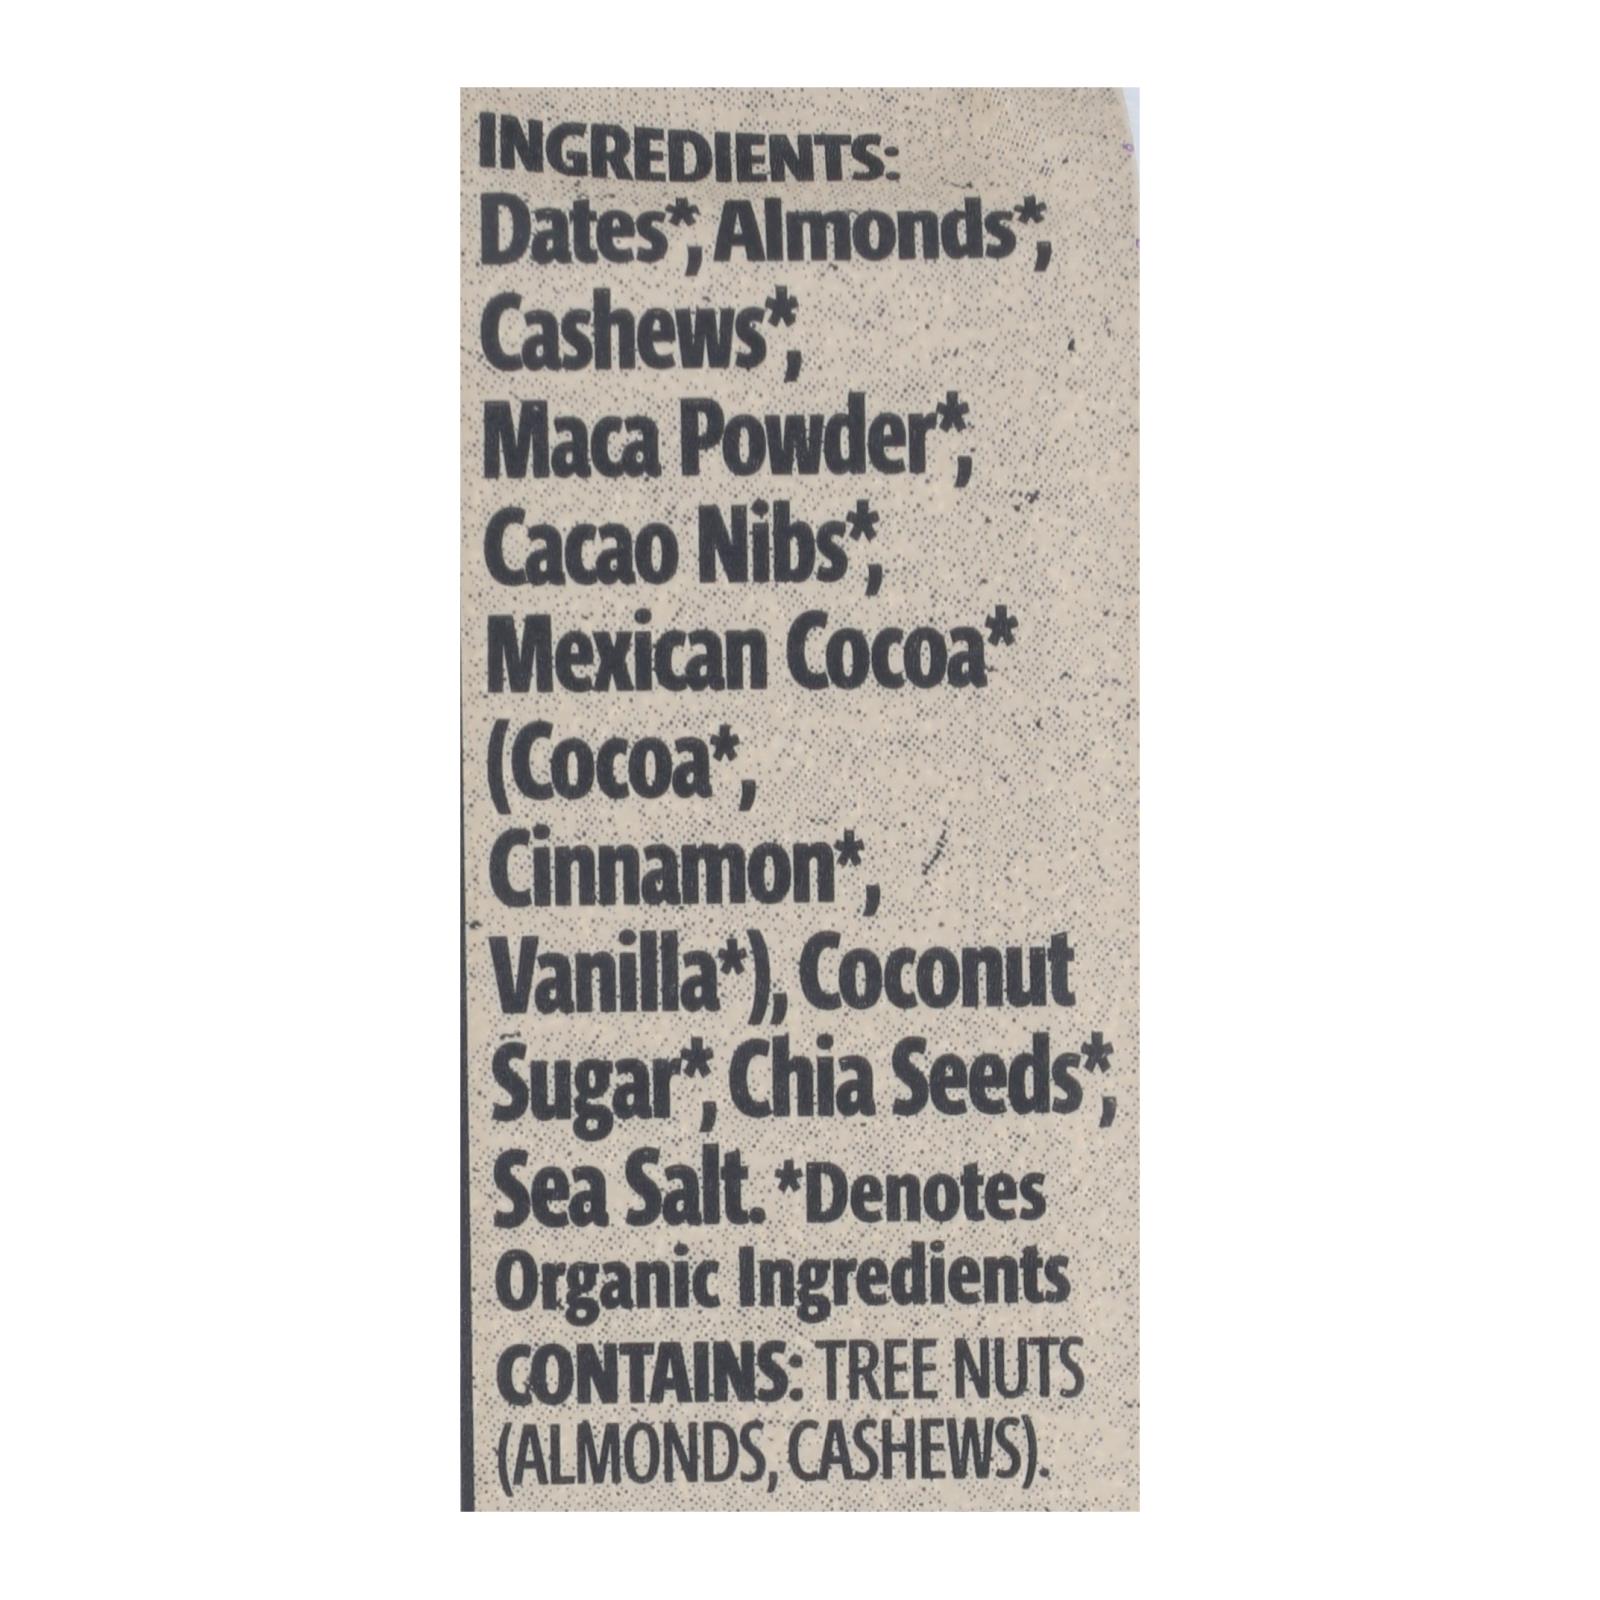 INGREDIENTS:
Dates*, Almonds*,
Cashews*,
Maca Powder*,
Cacao Nibs*,
Mexican Cocoa*
(Cocoa*,
Cinnamon*,
Vanilla*), Coconut
Sugar*, Chia Seeds*,
Sea Salt. *Denotes
Organic Ingredients
CONTAINS: TREE NUTS
(ALMONDS, CASHEWS).